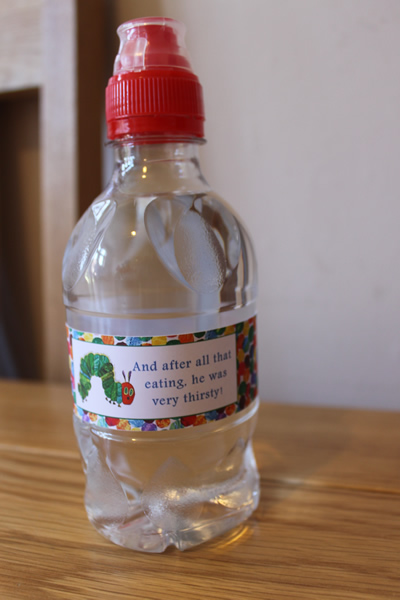 And after all that
eating, he was
very thirsty!